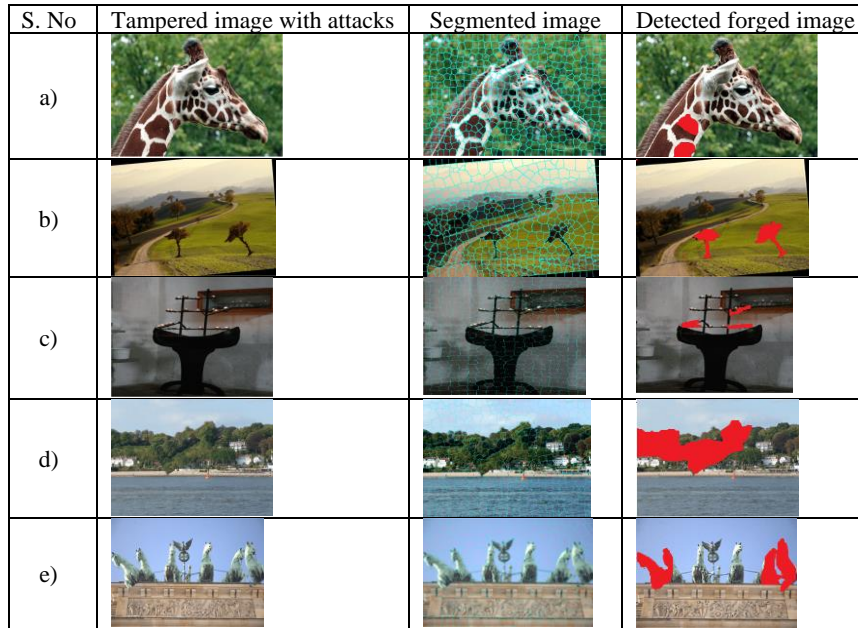 S. No Tampered image with attacks Segmented image Detected forged image
a)
b)
c)
d)
e)